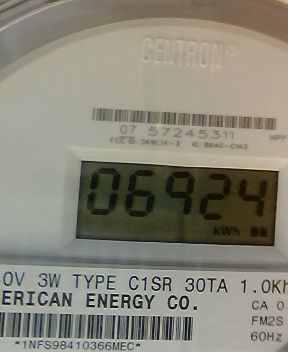 CENTRON®
07 57245311
06924
kWh
0V 3W TYPE C1SR 30TA 1.0Kh
ERICAN ENERGY CO.
CA 0
FM2S
60Hz
*1NFS98410366MEC*